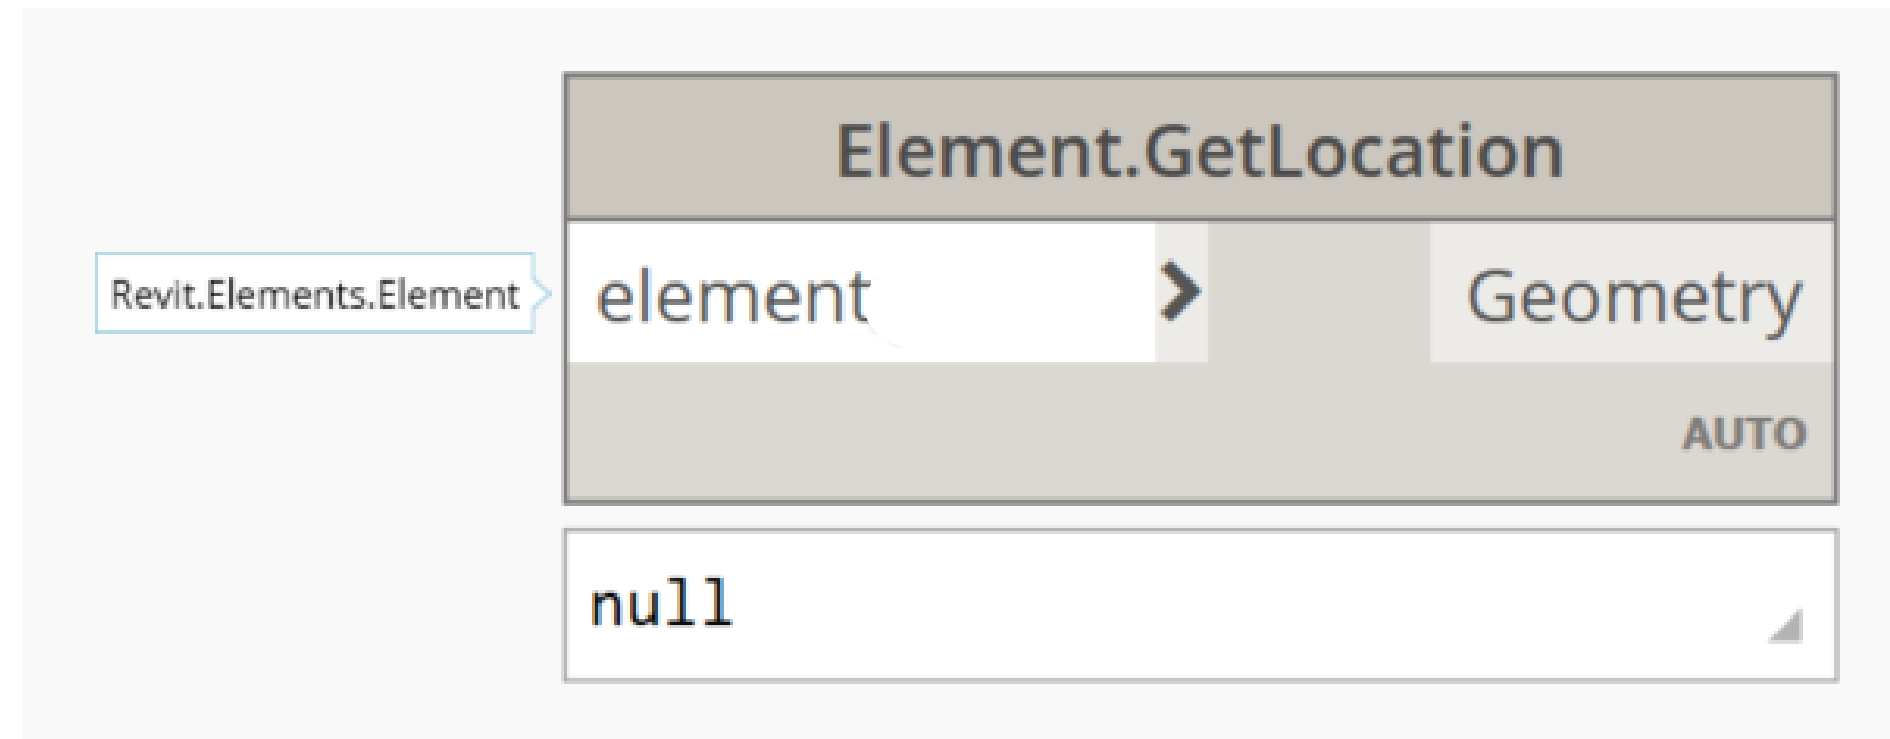 Element.GetLocation
Revit.Elements.Element
element > Geometry
AUTO
null